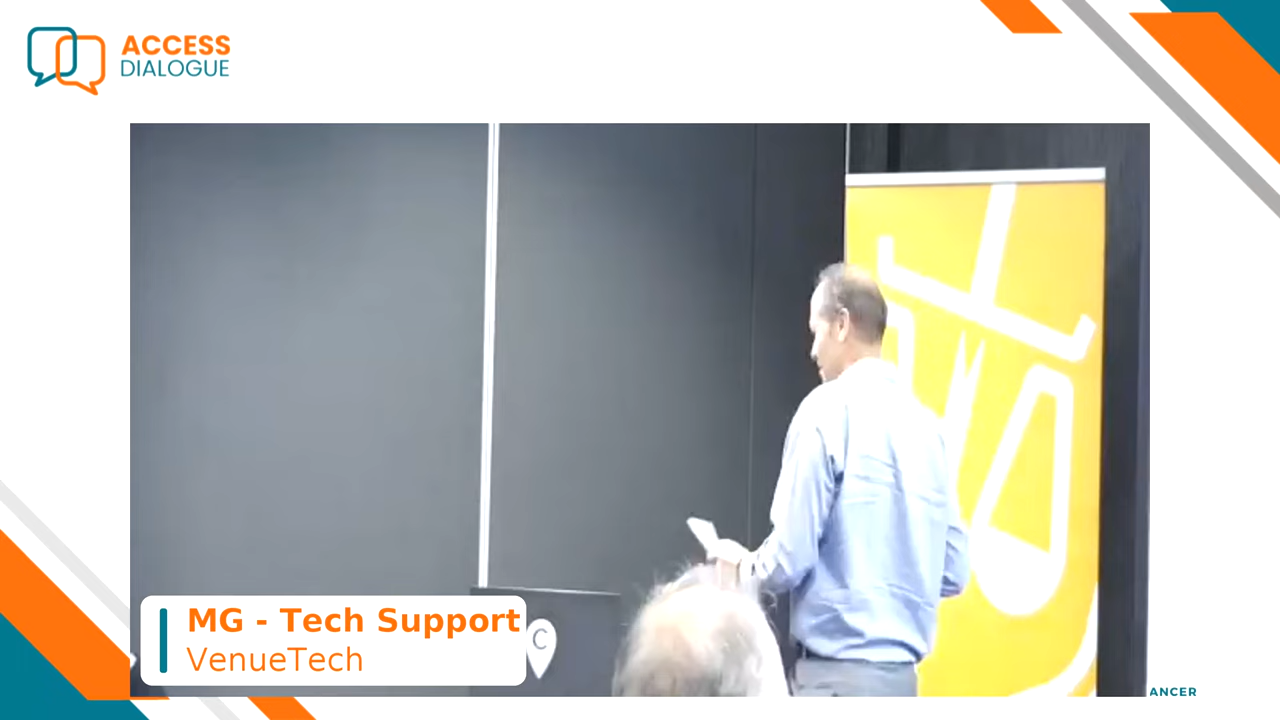 ACCESS
DIALOGUE
MG - Tech Support
VenueTech
C
ANCER